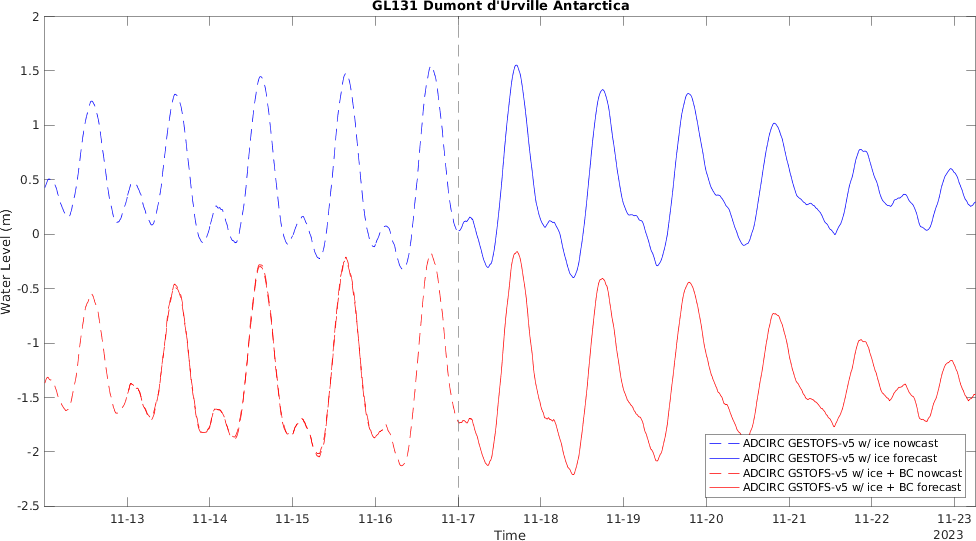 GL131 Dumont d'Urville Antarctica
2
1.5
1
0.5
0
-0.5
-1
-1.5
-2
-2.5
Water Level (m)
ADCIRC GESTOFS-v5 w/ ice nowcast
ADCIRC GESTOFS-v5 w/ ice forecast
ADCIRC GSTOFS-v5 w/ ice + BC nowcast
ADCIRC GSTOFS-v5 w/ ice + BC forecast
11-13 11-14 11-15 11-16 11-17 11-18 11-19 11-20 11-21 11-22 11-23
2023
Time